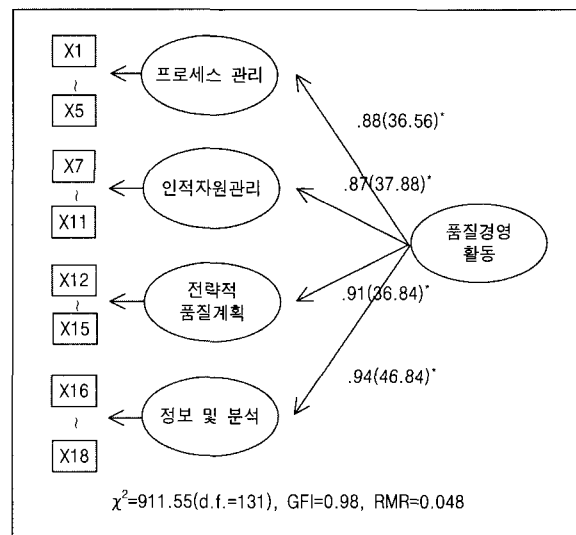 X1
~
X5
프로세스 관리
.88(36.56)*
X7
~
X11
인적자원관리
.87(37.88)*
품질경영
활동
X12
~
X15
전략적
품질계획
.91(36.84)*
X16
~
X18
정보 및 분석
.94(46.84)*
χ²=911.55(d.f.=131), GFI=0.98, RMR=0.048